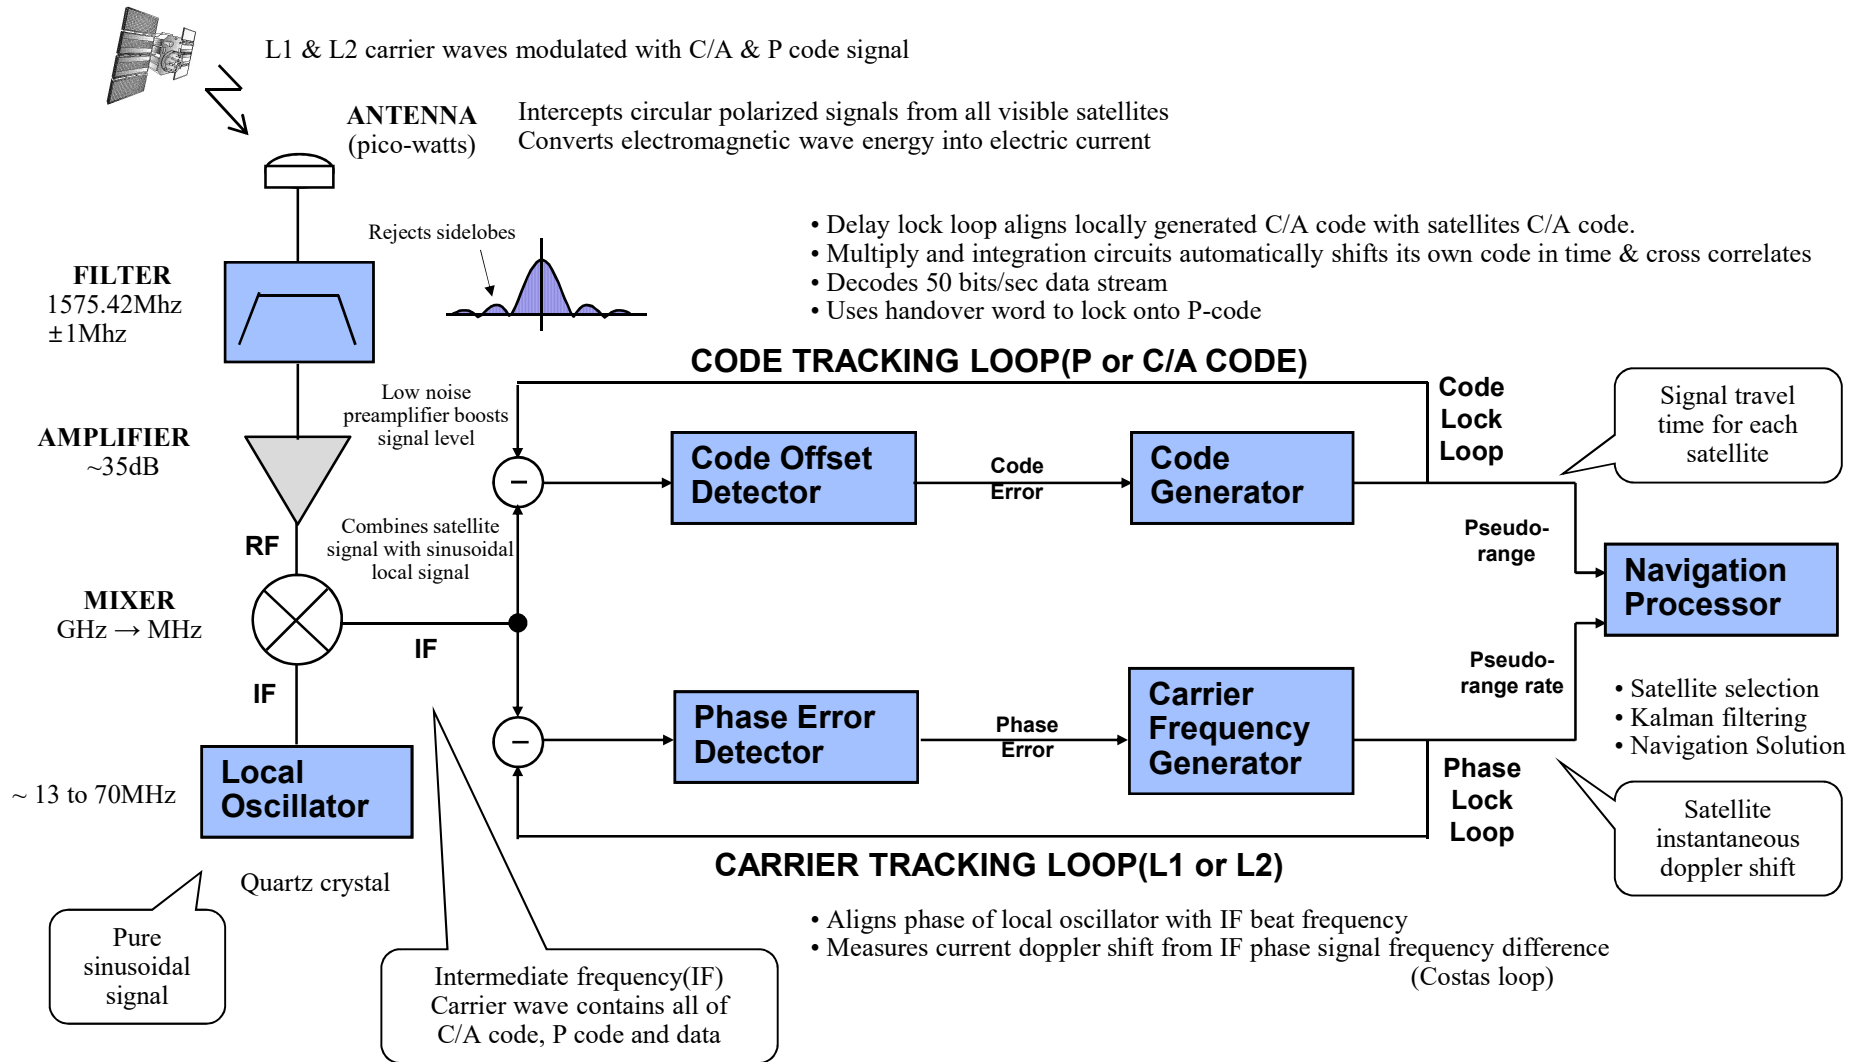 L1 & L2 carrier waves modulated with C/A & P code signal
ANTENNA
(pico-watts)
Intercepts circular polarized signals from all visible satellites
Converts electromagnetic wave energy into electric current
Rejects sidelobes
• Delay lock loop aligns locally generated C/A code with satellites C/A code.
• Multiply and integration circuits automatically shifts its own code in time & cross correlates
• Decodes 50 bits/sec data stream
• Uses handover word to lock onto P-code
FILTER
1575.42Mhz
±1Mhz
CODE TRACKING LOOP(P or C/A CODE)
Low noise
preamplifier boosts
signal level
AMPLIFIER
~35dB
Code
Lock
Loop
Signal travel
time for each
satellite
−
Code Offset
Detector
Code
Error
Code
Generator
Combines satellite
signal with sinusoidal
local signal
RF
Pseudo-
range
Navigation
Processor
MIXER
GHz → MHz
IF
IF
Pseudo-
range rate
• Satellite selection
• Kalman filtering
• Navigation Solution
−
Phase Error
Detector
Phase
Error
Carrier
Frequency
Generator
Local
Oscillator
~ 13 to 70MHz
Phase
Lock
Loop
Satellite
instantaneous
doppler shift
CARRIER TRACKING LOOP(L1 or L2)
Quartz crystal
• Aligns phase of local oscillator with IF beat frequency
• Measures current doppler shift from IF phase signal frequency difference
(Costas loop)
Pure
sinusoidal
signal
Intermediate frequency(IF)
Carrier wave contains all of
C/A code, P code and data